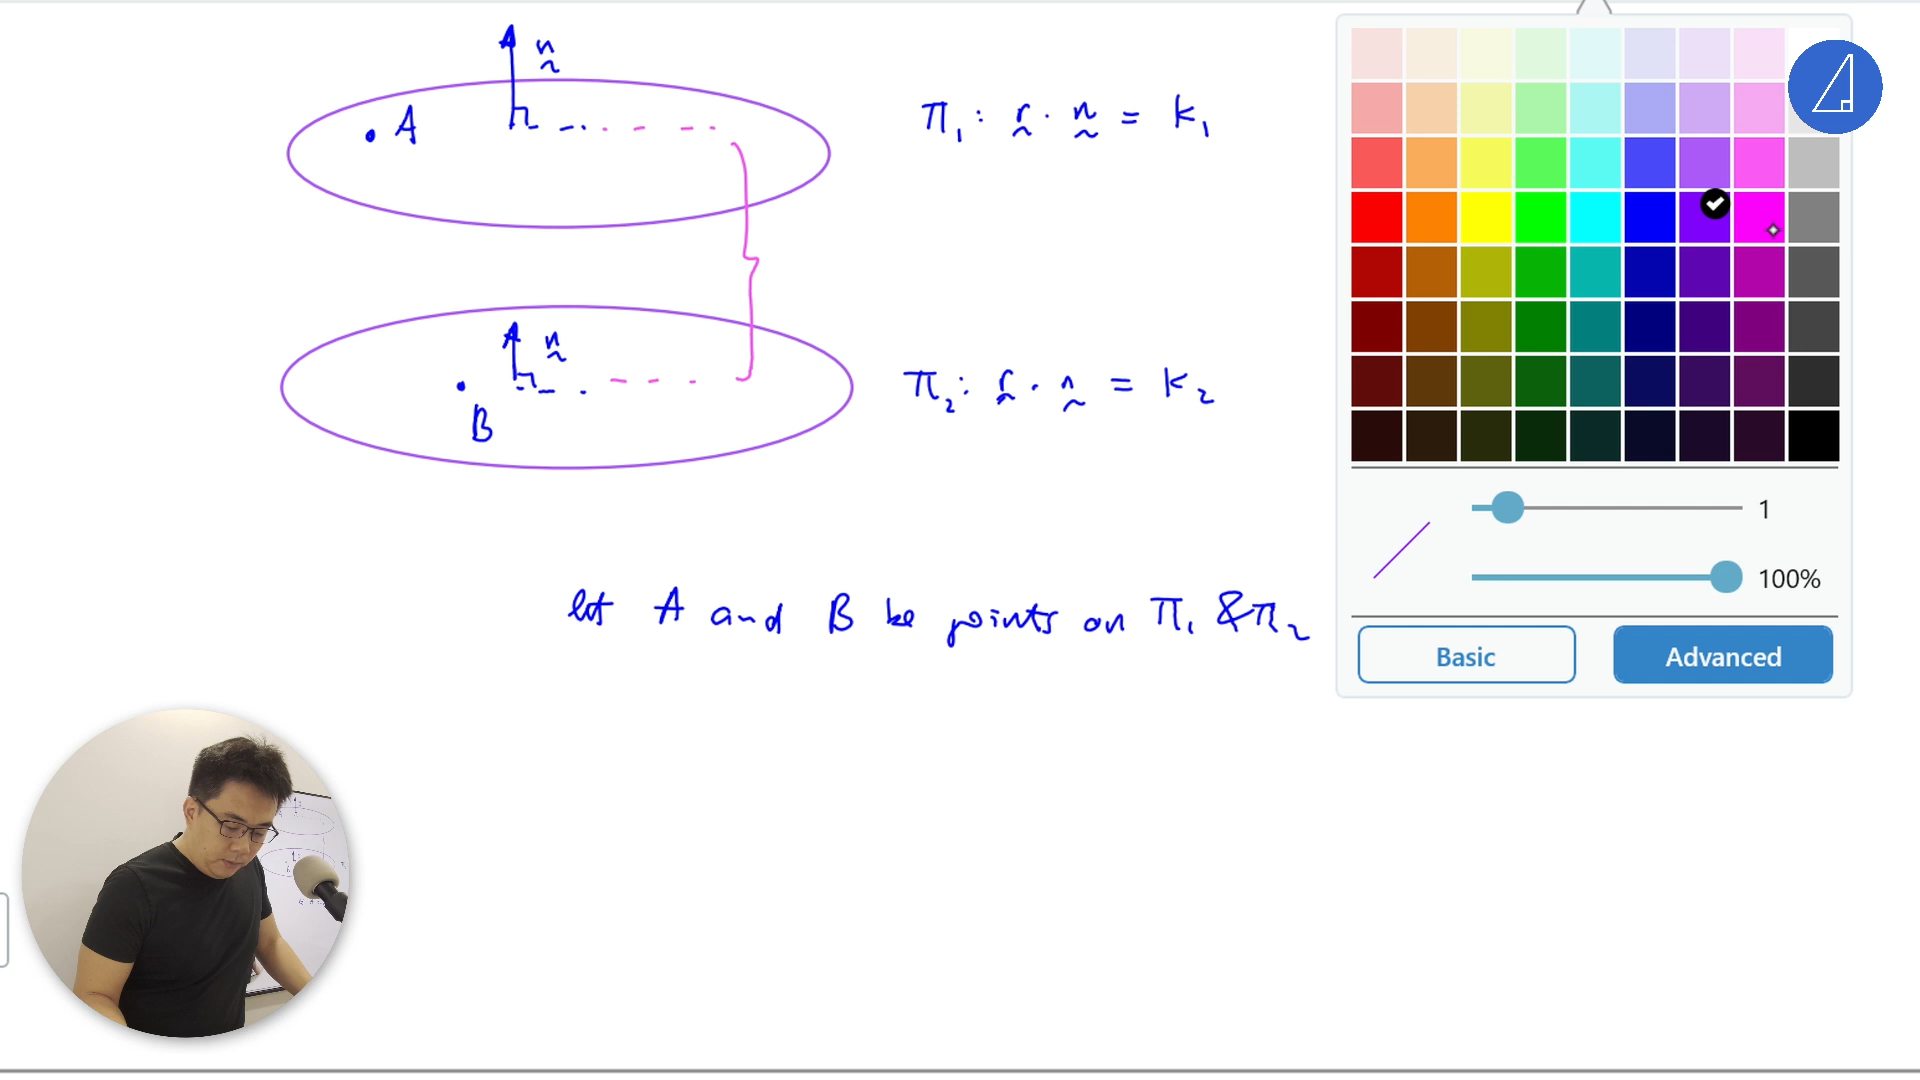 n
A
π₁: r · n = k₁
n
B
π₂: r · n = k₂
1
100%
let A and B be points on π₁ & π₂
Basic
Advanced